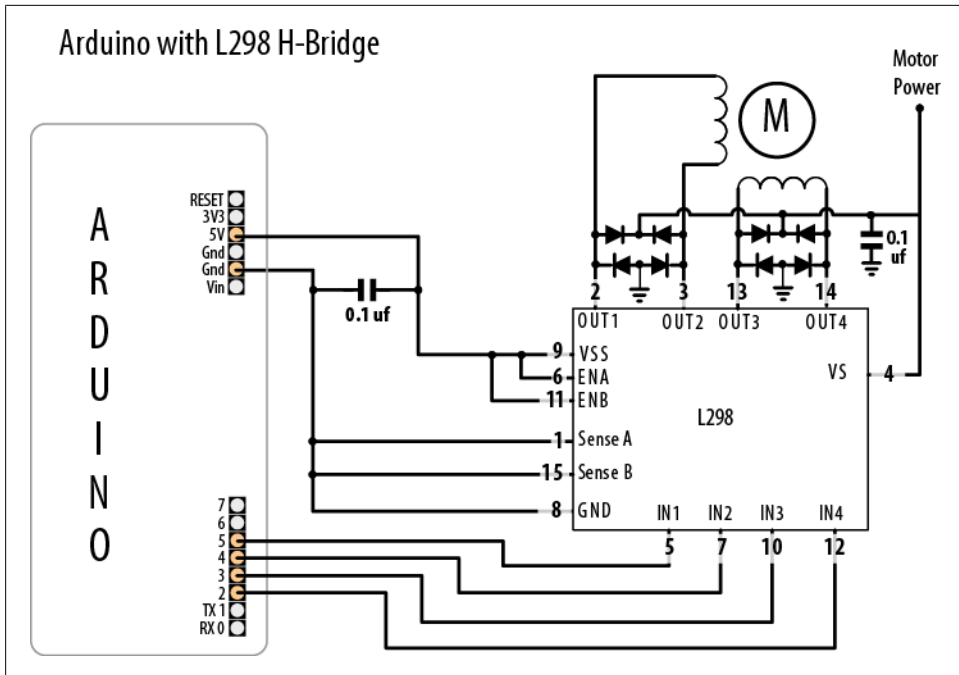 Arduino with L298 H-Bridge
Motor
Power
M
ARDUINO
RESET
3V3
5V
Gnd
Gnd
Vin
0.1 uf
0.1
uf
2
3
13
14
OUT1
OUT2
OUT3
OUT4
9 VSS
6 ENA
11 ENB
1 Sense A
15 Sense B
8 GND
VS 4
L298
IN1
IN2
IN3
IN4
5
7
10
12
7
6
5
4
3
2
TX 1
RX 0